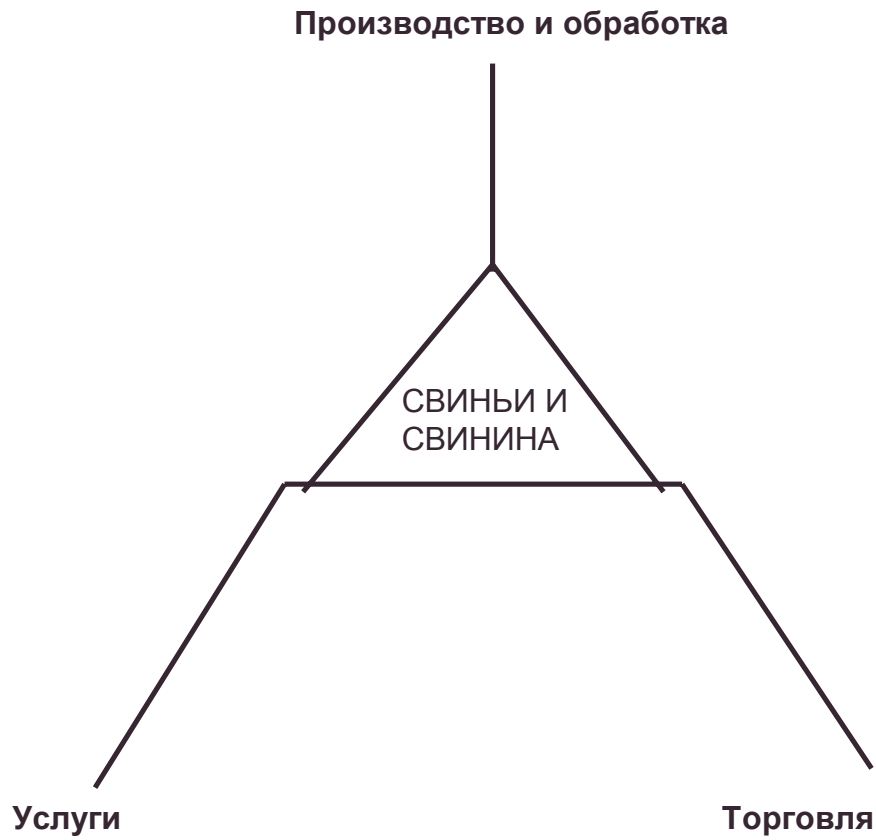 Производство и обработка
СВИНЬИ И
СВИНИНА
Услуги
Торговля